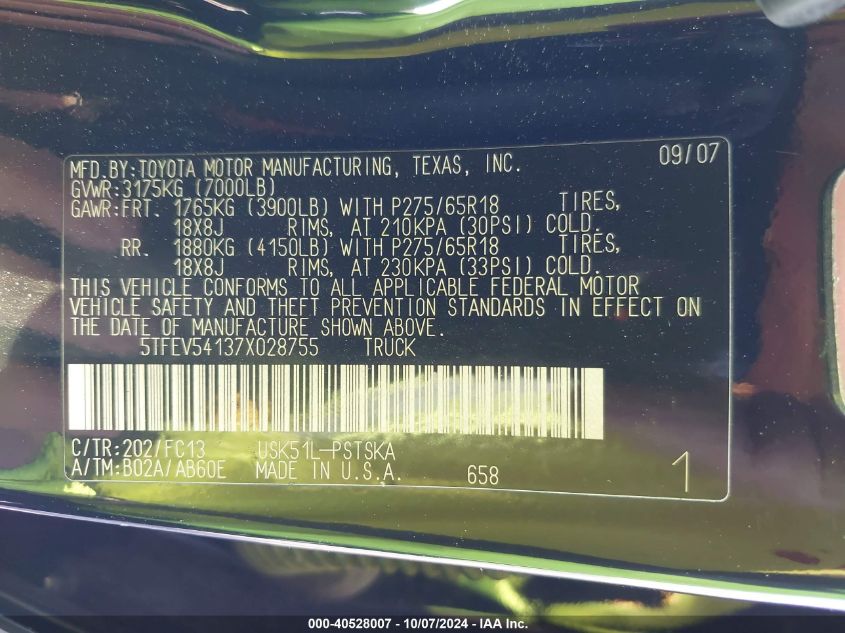 MFD.BY:TOYOTA MOTOR MANUFACTURING, TEXAS, INC. 09/07
GVWR:3175KG (7000LB)
GAWR:FRT. 1765KG (3900LB) WITH P275/65R18 TIRES,
18X8J RIMS, AT 210KPA (30PSI) COLD.
RR. 1880KG (4150LB) WITH P275/65R18 TIRES,
18X8J RIMS, AT 230KPA (33PSI) COLD.
THIS VEHICLE CONFORMS TO ALL APPLICABLE FEDERAL MOTOR
VEHICLE SAFETY AND THEFT PREVENTION STANDARDS IN EFFECT ON
THE DATE OF MANUFACTURE SHOWN ABOVE.
5TFEV54137X028755 TRUCK
C/TR:202/FC13 USK51L-PSTSKA
A/TM:B02A/AB60E MADE IN U.S.A. 658 1
000-40528007 - 10/07/2024 - IAA Inc.